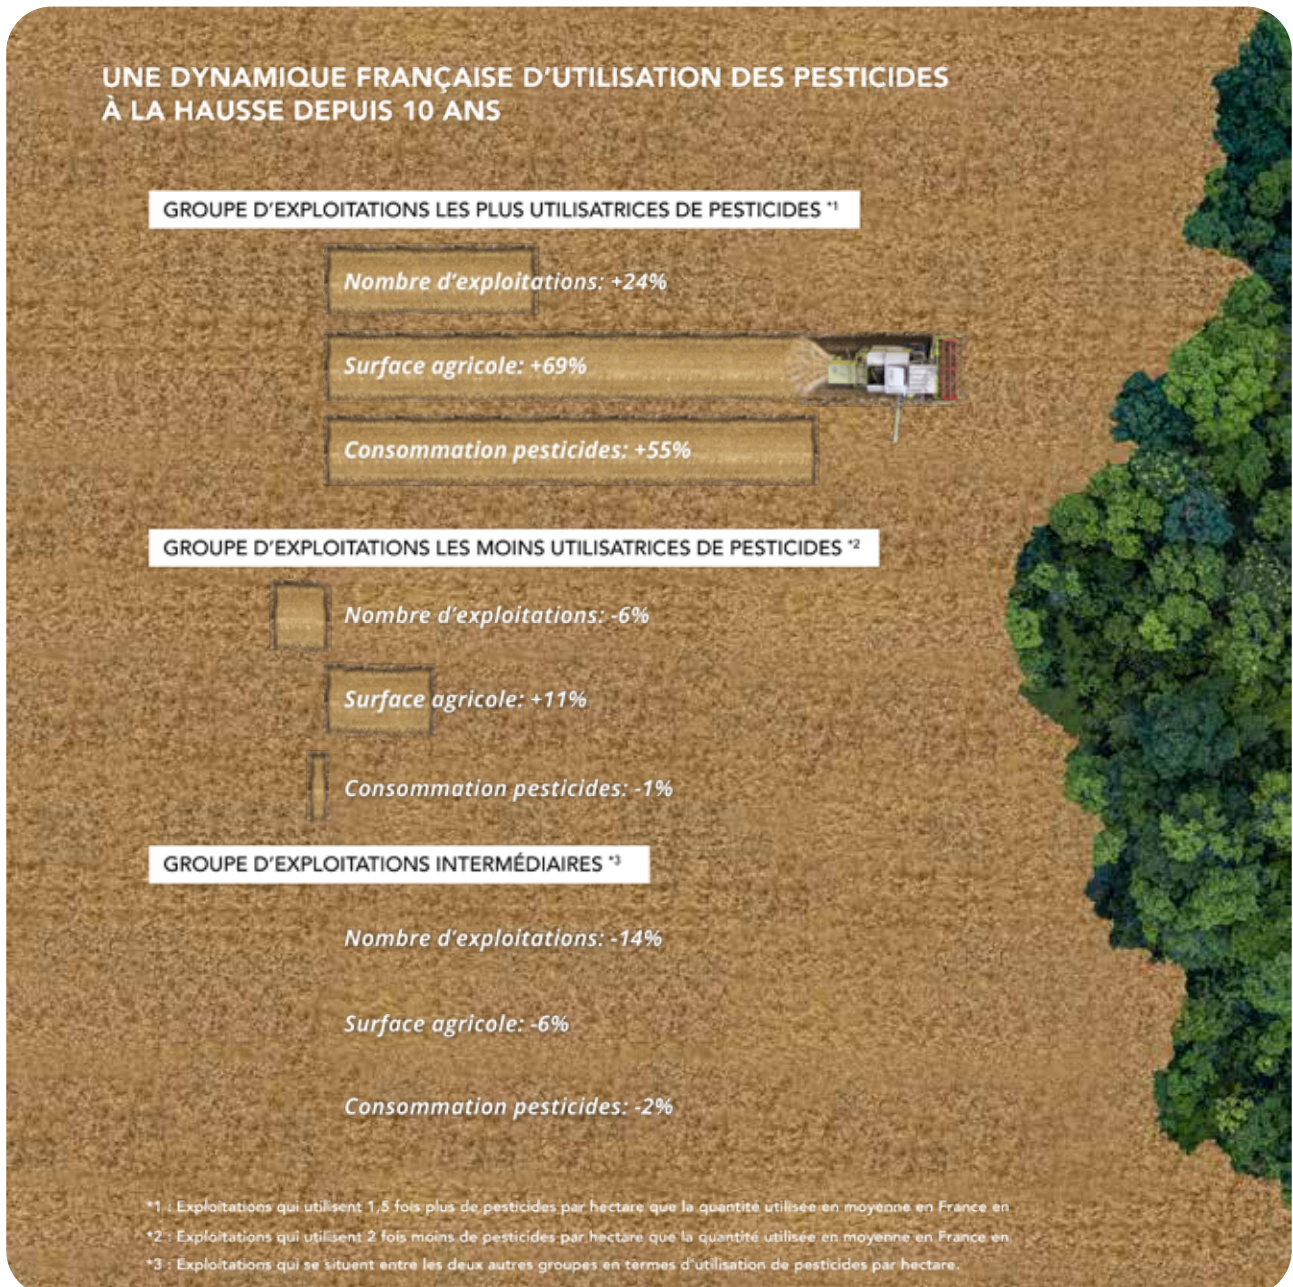 UNE DYNAMIQUE FRANÇAISE D'UTILISATION DES PESTICIDES
À LA HAUSSE DEPUIS 10 ANS
GROUPE D'EXPLOITATIONS LES PLUS UTILISATRICES DE PESTICIDES *1
Nombre d'exploitations: +24%
Surface agricole: +69%
Consommation pesticides: +55%
GROUPE D'EXPLOITATIONS LES MOINS UTILISATRICES DE PESTICIDES *2
Nombre d'exploitations: -6%
Surface agricole: +11%
Consommation pesticides: -1%
GROUPE D'EXPLOITATIONS INTERMÉDIAIRES *3
Nombre d'exploitations: -14%
Surface agricole: -6%
Consommation pesticides: -2%
*1 : Exploitations qui utilisent 1,5 fois plus de pesticides par hectare que la quantité utilisée en moyenne en France en
*2 : Exploitations qui utilisent 2 fois moins de pesticides par hectare que la quantité utilisée en moyenne en France en
*3 : Exploitations qui se situent entre les deux autres groupes en termes d'utilisation de pesticides par hectare.